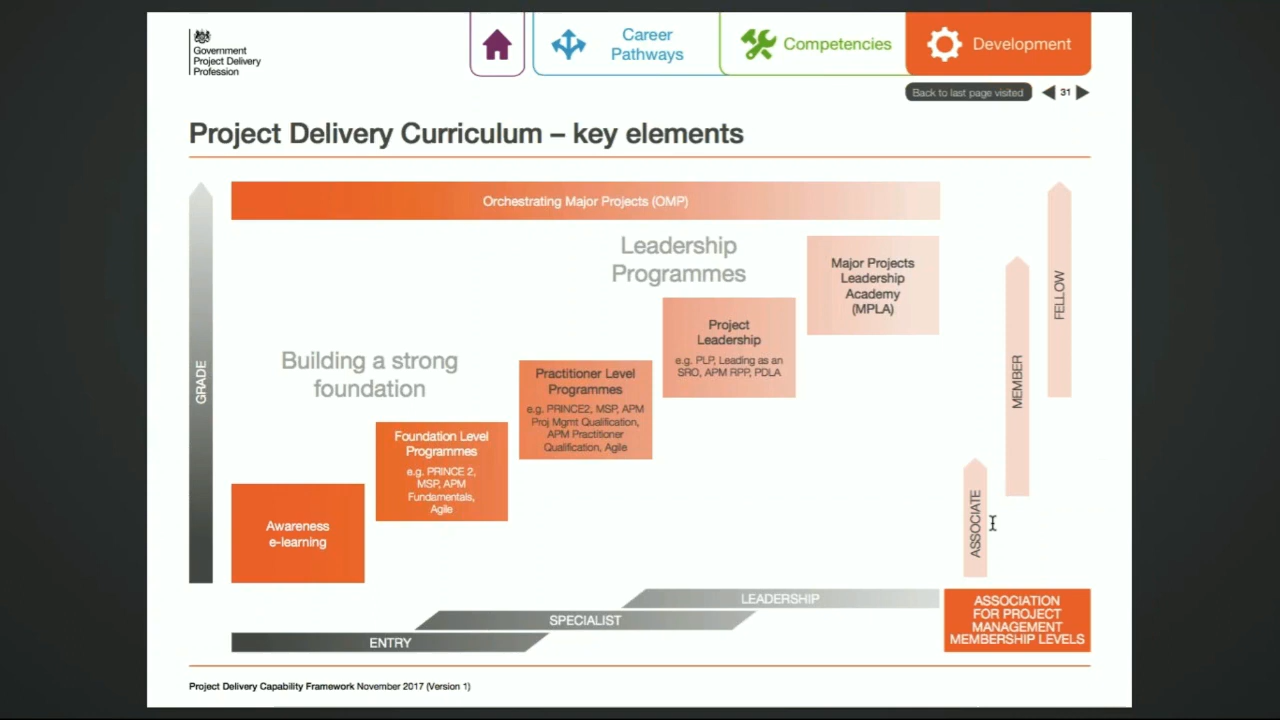 Government
Project Delivery
Profession
Career
Pathways
Competencies
Development
Back to last page visited
31
Project Delivery Curriculum – key elements
Orchestrating Major Projects (OMP)
Leadership
Programmes
Major Projects
Leadership
Academy
(MPLA)
Project
Leadership
e.g. PLP, Leading as an
SRO, APM RPP, PDLA
Building a strong
foundation
Practitioner Level
Programmes
e.g. PRINCE2, MSP, APM
Proj Mgmt Qualification,
APM Practitioner
Qualification, Agile
Foundation Level
Programmes
e.g. PRINCE 2,
MSP, APM
Fundamentals,
Agile
Awareness
e-learning
GRADE
FELLOW
MEMBER
ASSOCIATE
LEADERSHIP
SPECIALIST
ENTRY
ASSOCIATION
FOR PROJECT
MANAGEMENT
MEMBERSHIP LEVELS
Project Delivery Capability Framework November 2017 (Version 1)